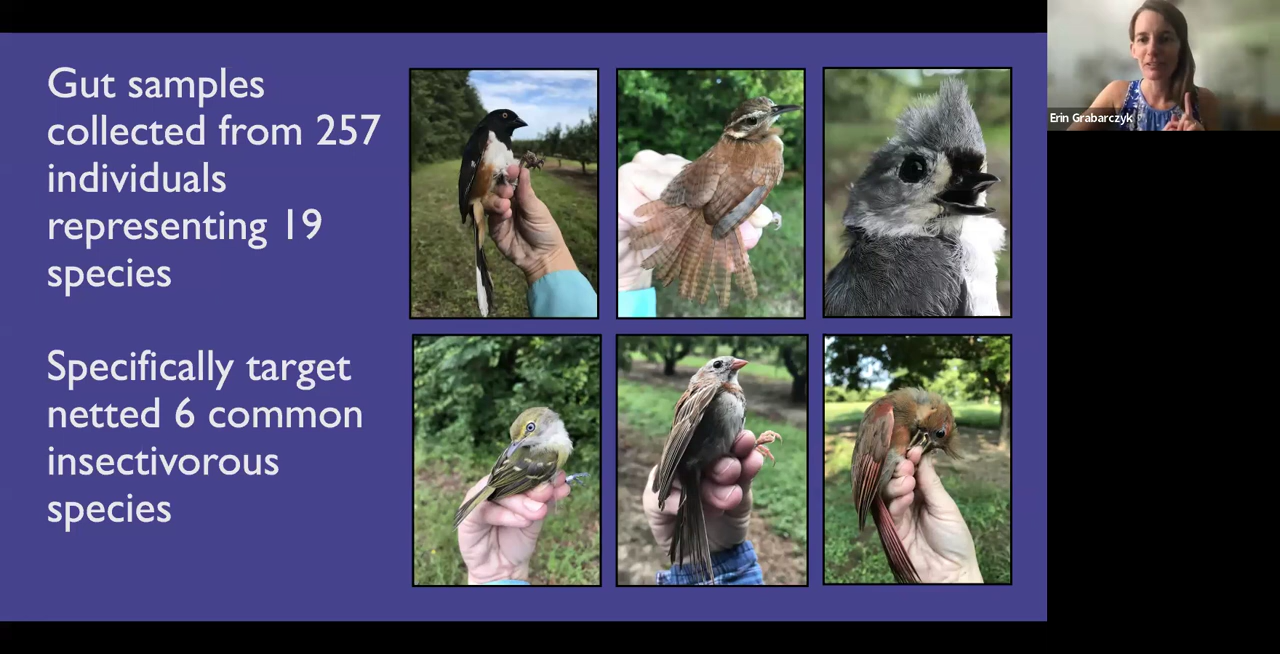 Gut samples
collected from 257
individuals
representing 19
species
Specifically target
netted 6 common
insectivorous
species
Erin Grabarczyk